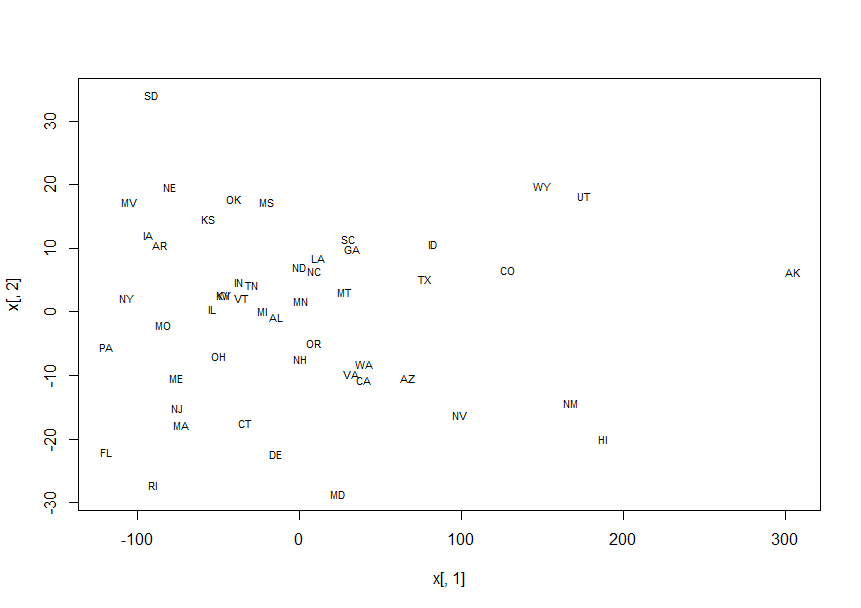 SD
30
NE
WY
20
UT
OK
MV
MS
KS
IA
SC
10
AR
GA
ID
LA
ND
NC
CO
AK
TX
IN
TN
MT
NY
VT
MN
IL
MI
0
AL
MO
OR
PA
OH
NH
WA
VA
ME
CA
AZ
-10
NM
NJ
NV
MA
CT
HI
-20
FL
DE
RI
MD
-30
x[, 2]
-100 0 100 200 300
x[, 1]